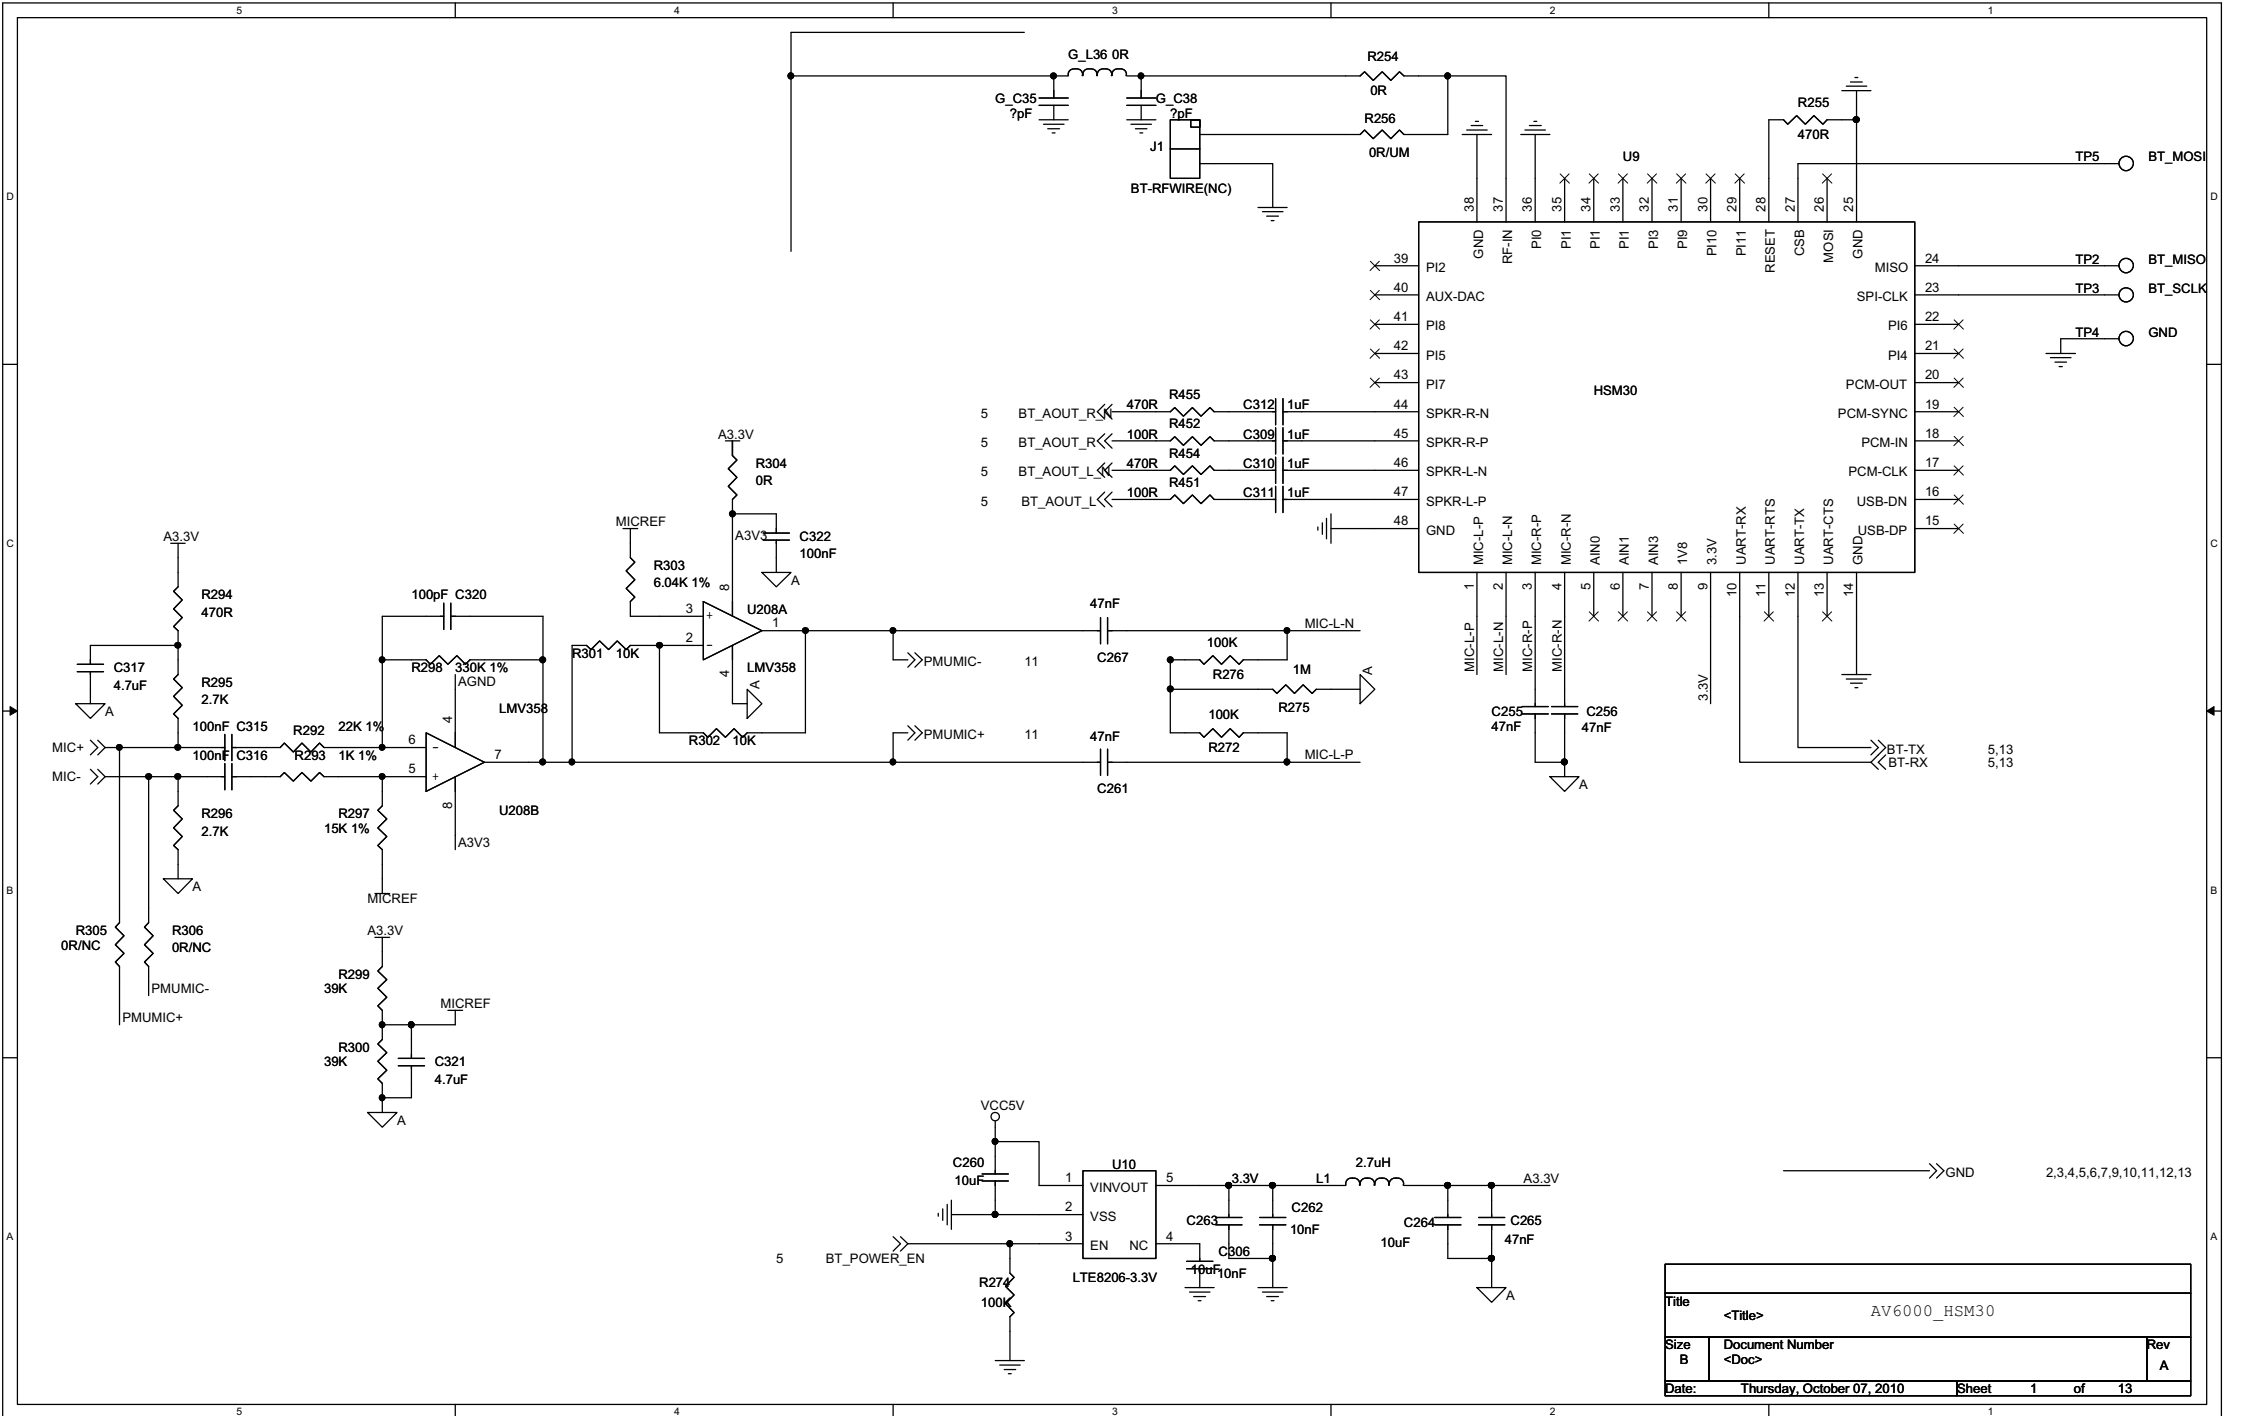 5
4
3
2
1
D
C
B
A
D
C
B
A
G_L36 0R
G_C35
?pF
G_C38
?pF
R254
0R
R256
0R/UM
J1
BT-RFWIRE(NC)
R255
470R
U9
TP5
BT_MOSI
TP2
BT_MISO
TP3
BT_SCLK
TP4
GND
38
37
36
35
34
33
32
31
30
29
28
27
26
25
GND
RF-IN
PI0
PI1
PI1
PI1
PI3
PI9
PI10
PI11
RESET
CSB
MOSI
GND
39 PI2
40 AUX-DAC
41 PI8
42 PI5
43 PI7
44 SPKR-R-N
45 SPKR-R-P
46 SPKR-L-N
47 SPKR-L-P
48 GND
HSM30
MISO 24
SPI-CLK 23
PI6 22
PI4 21
PCM-OUT 20
PCM-SYNC 19
PCM-IN 18
PCM-CLK 17
USB-DN 16
USB-DP 15
MIC-L-P
MIC-L-N
MIC-R-P
MIC-R-N
AIN0
AIN1
AIN3
1V8
3.3V
UART-RX
UART-RTS
UART-TX
UART-CTS
GND
1
2
3
4
5
6
7
8
9
10
11
12
13
14
MIC-L-P
MIC-L-N
MIC-R-P
MIC-R-N
3.3V
C255
47nF
C256
47nF
A
BT-TX 5,13
BT-RX 5,13
5 BT_AOUT_R_N 470R R455 C312 1uF
5 BT_AOUT_R 100R R452 C309 1uF
5 BT_AOUT_L_N 470R R454 C310 1uF
5 BT_AOUT_L 100R R451 C311 1uF
A3.3V
R304
0R
A3V3
C322
100nF
A
MICREF
R303
6.04K 1%
8
3
2
+
-
U208A
1
4
LMV358
A
R301 10K
R302 10K
A3.3V
R294
470R
C317
4.7uF
A
R295
2.7K
100pF C320
R298 330K 1%
AGND
LMV358
MIC+
MIC-
100nF C315
100nF C316
R292 22K 1%
R293 1K 1%
6
5
-
+
4
7
8
U208B
A3V3
R296
2.7K
A
R297
15K 1%
MICREF
R305
0R/NC
R306
0R/NC
PMUMIC-
PMUMIC+
A3.3V
R299
39K
MICREF
R300
39K
C321
4.7uF
A
47nF
C267
MIC-L-N
PMUMIC- 11
100K
R276
1M
R275
A
100K
R272
PMUMIC+ 11
47nF
C261
MIC-L-P
VCC5V
C260
10uF
U10
1 VIN VOUT 5
2 VSS
3 EN NC 4
LTE8206-3.3V
5 BT_POWER_EN
R274
100K
3.3V
C263
10uF
C262
10nF
C306
10nF
L1
2.7uH
A3.3V
C264
10uF
C265
47nF
A
GND 2,3,4,5,6,7,9,10,11,12,13
Title
<Title> AV6000_HSM30
Size
B
Document Number
<Doc>
Rev
A
Date: Thursday, October 07, 2010 Sheet 1 of 13
5
4
3
2
1